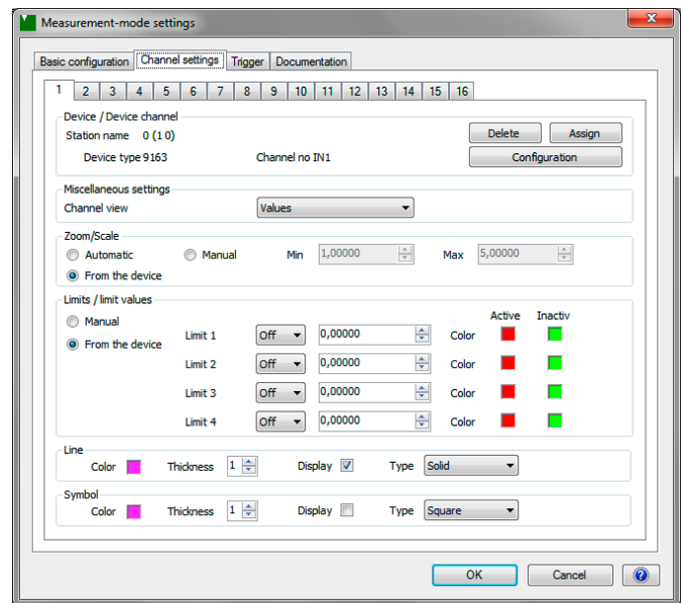 Measurement-mode settings
Basic configuration Channel settings Trigger Documentation
1 2 3 4 5 6 7 8 9 10 11 12 13 14 15 16
Device / Device channel
Station name 0 (1 0) Delete Assign
Device type 9163 Channel no IN1 Configuration
Miscellaneous settings
Channel view Values
Zoom/Scale
Automatic Manual Min 1,00000 Max 5,00000
From the device
Limits / limit values
Active Inactiv
Manual
Limit 1 Off 0,00000 Color
From the device
Limit 2 Off 0,00000 Color
Limit 3 Off 0,00000 Color
Limit 4 Off 0,00000 Color
Line
Color Thickness 1 Display Type Solid
Symbol
Color Thickness 1 Display Type Square
OK Cancel ?